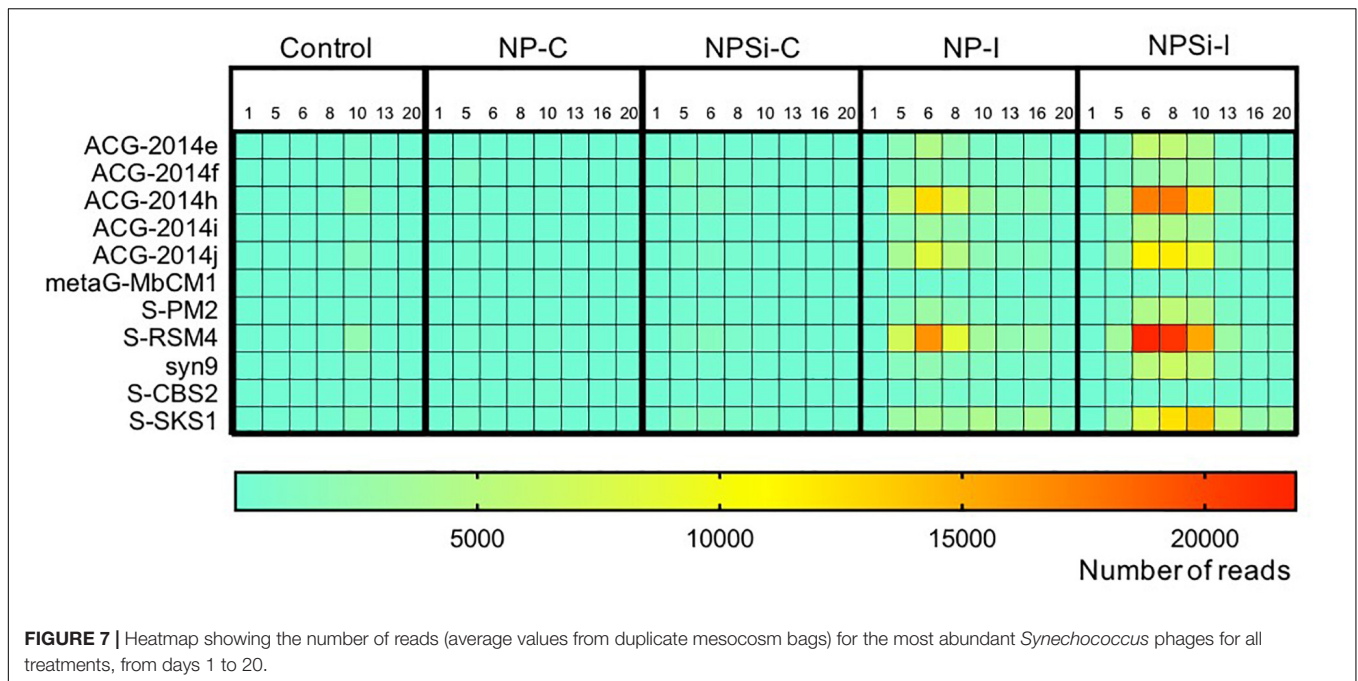 Control NP-C NPSi-C NP-I NPSi-I
1 5 6 8 10 13 20 1 5 6 8 10 13 16 20 1 5 6 8 10 13 16 20 1 5 6 8 10 13 16 20 1 5 6 8 10 13 16 20
ACG-2014e
ACG-2014f
ACG-2014h
ACG-2014i
ACG-2014j
metaG-MbCM1
S-PM2
S-RSM4
syn9
S-CBS2
S-SKS1
5000 10000 15000 20000
Number of reads
FIGURE 7 | Heatmap showing the number of reads (average values from duplicate mesocosm bags) for the most abundant Synechococcus phages for all
treatments, from days 1 to 20.